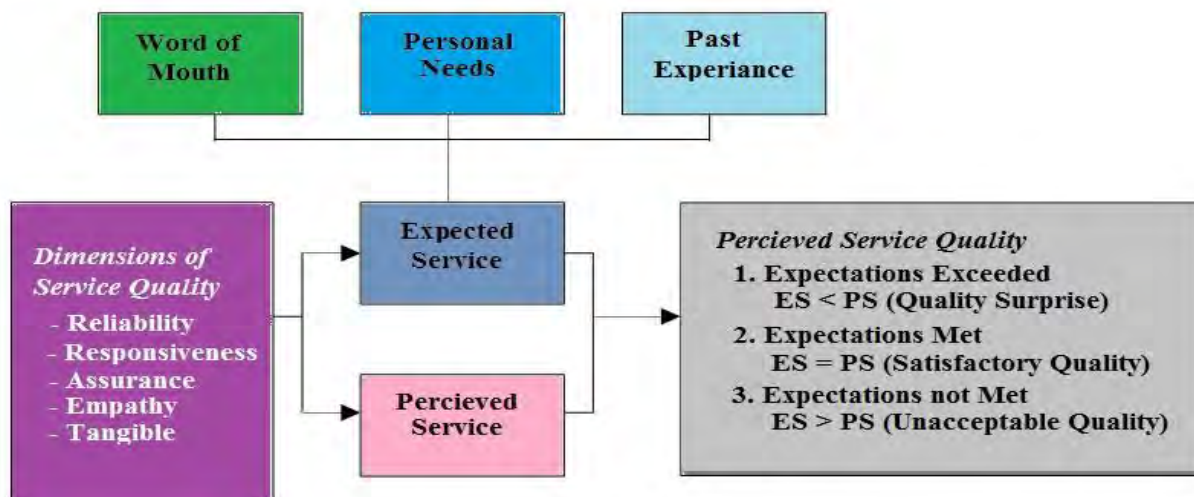 Word of
Mouth
Personal
Needs
Past
Experiance
Dimensions of
Service Quality
- Reliability
- Responsiveness
- Assurance
- Empathy
- Tangible
Expected
Service
Percieved
Service
Percieved Service Quality
1. Expectations Exceeded
ES < PS (Quality Surprise)
2. Expectations Met
ES = PS (Satisfactory Quality)
3. Expectations not Met
ES > PS (Unacceptable Quality)